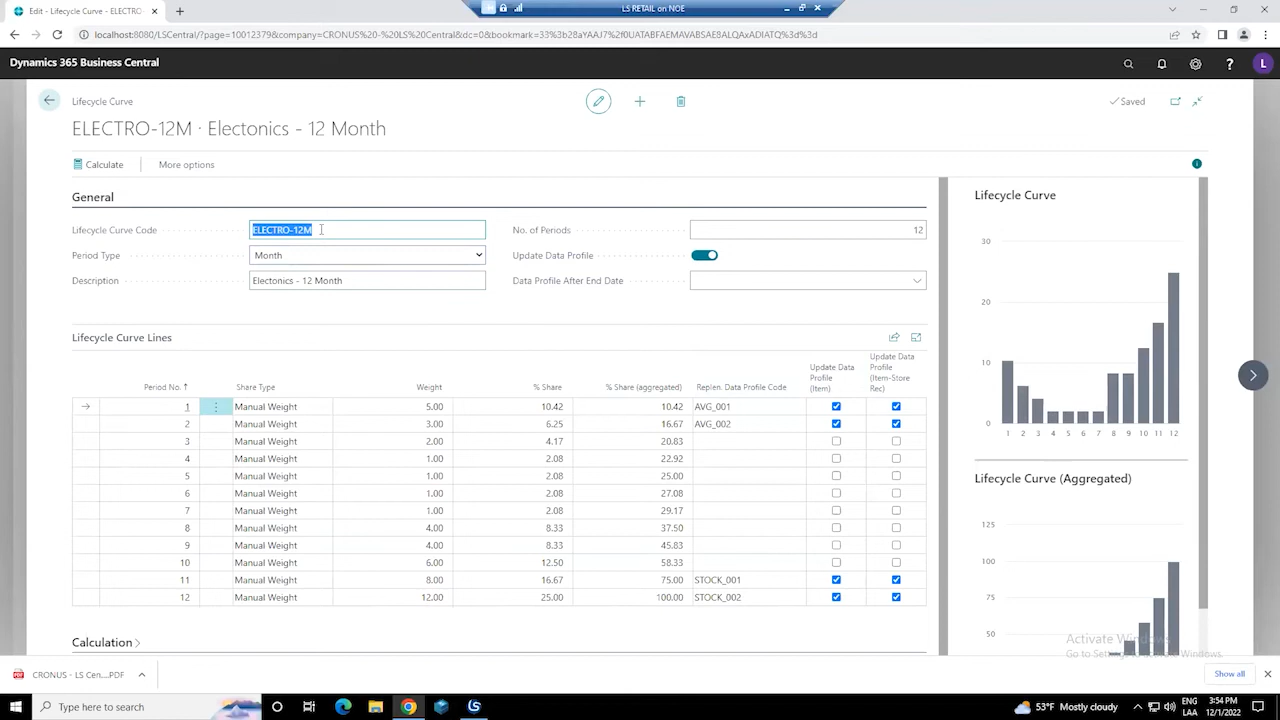 Edit - Lifecycle Curve - ELECTRO
LS RETAIL on NOE
localhost:8080/LSCentral/?page=10012379&company=CRONUS%20-%20LS%20Central&dc=0&bookmark=33%3b28aYAAJ7%2f0UATABFAEMAVABSAE8ALQAxADIATQ%3d%3d
Dynamics 365 Business Central
L
Lifecycle Curve
Saved
ELECTRO-12M · Electonics - 12 Month
Calculate
More options
General
Lifecycle Curve Code
ELECTRO-12M
No. of Periods
12
Period Type
Month
Update Data Profile
Description
Electonics - 12 Month
Data Profile After End Date
Lifecycle Curve Lines
Period No. ↑ Share Type Weight % Share % Share (aggregated) Replen. Data Profile Code Update Data Profile (Item) Update Data Profile (Item-Store Rec)
1 Manual Weight 5.00 10.42 10.42 AVG_001
2 Manual Weight 3.00 6.25 16.67 AVG_002
3 Manual Weight 2.00 4.17 20.83
4 Manual Weight 1.00 2.08 22.92
5 Manual Weight 1.00 2.08 25.00
6 Manual Weight 1.00 2.08 27.08
7 Manual Weight 1.00 2.08 29.17
8 Manual Weight 4.00 8.33 37.50
9 Manual Weight 4.00 8.33 45.83
10 Manual Weight 6.00 12.50 58.33
11 Manual Weight 8.00 16.67 75.00 STOCK_001
12 Manual Weight 12.00 25.00 100.00 STOCK_002
Calculation
Lifecycle Curve
30
20
10
0
1 2 3 4 5 6 7 8 9 10 11 12
Lifecycle Curve (Aggregated)
125
100
75
50
Activate Windows
Go to Settings to activate Windows.
CRONUS - LS Cen....PDF
Show all
Type here to search
53°F Mostly cloudy
ENG
LAA
3:54 PM
12/1/2022